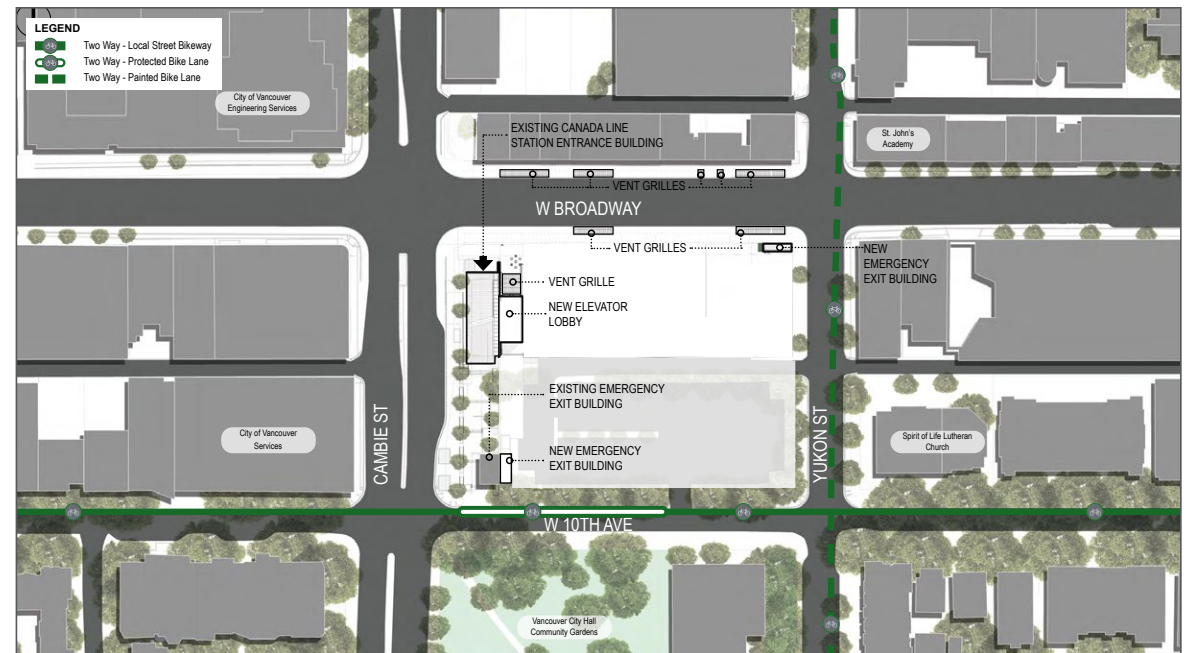 LEGEND
Two Way - Local Street Bikeway
Two Way - Protected Bike Lane
Two Way - Painted Bike Lane
City of Vancouver
Engineering Services
EXISTING CANADA LINE
STATION ENTRANCE BUILDING
St. John's
Academy
VENT GRILLES
W BROADWAY
VENT GRILLES
NEW
EMERGENCY
EXIT BUILDING
VENT GRILLE
NEW ELEVATOR
LOBBY
EXISTING EMERGENCY
EXIT BUILDING
CAMBIE ST
YUKON ST
City of Vancouver
Services
Spirit of Life Lutheran
Church
NEW EMERGENCY
EXIT BUILDING
W 10TH AVE
Vancouver City Hall
Community Gardens